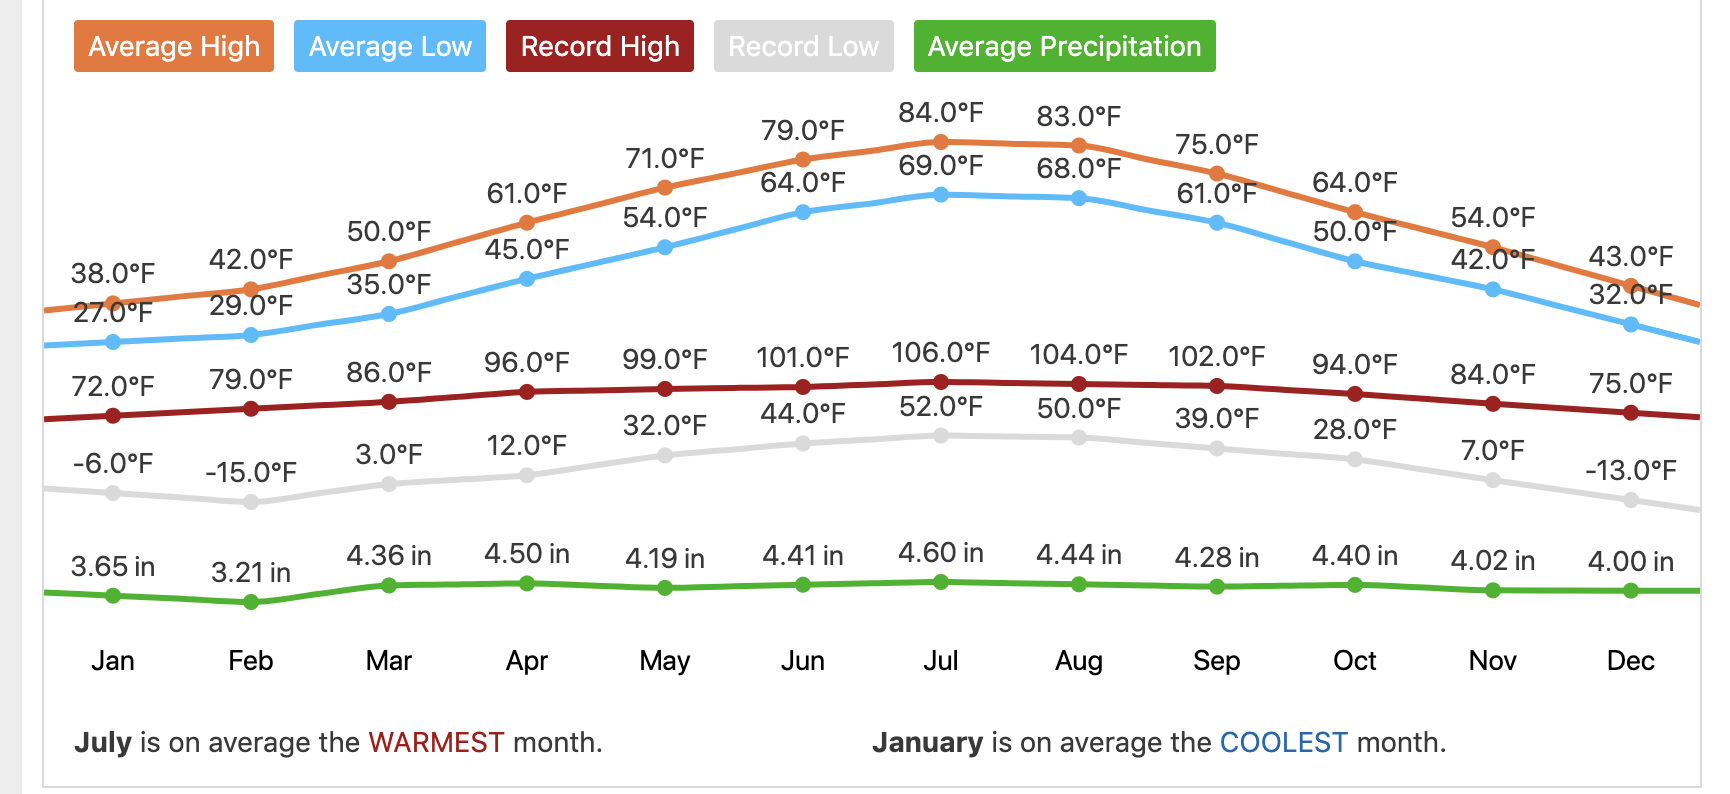 Average High Average Low Record High Record Low Average Precipitation
38.0°F 42.0°F 50.0°F 61.0°F 71.0°F 79.0°F 84.0°F 83.0°F 75.0°F 64.0°F 54.0°F 43.0°F
27.0°F 29.0°F 35.0°F 45.0°F 54.0°F 64.0°F 69.0°F 68.0°F 61.0°F 50.0°F 42.0°F 32.0°F
72.0°F 79.0°F 86.0°F 96.0°F 99.0°F 101.0°F 106.0°F 104.0°F 102.0°F 94.0°F 84.0°F 75.0°F
-6.0°F -15.0°F 3.0°F 12.0°F 32.0°F 44.0°F 52.0°F 50.0°F 39.0°F 28.0°F 7.0°F -13.0°F
3.65 in 3.21 in 4.36 in 4.50 in 4.19 in 4.41 in 4.60 in 4.44 in 4.28 in 4.40 in 4.02 in 4.00 in
Jan Feb Mar Apr May Jun Jul Aug Sep Oct Nov Dec
July is on average the WARMEST month. January is on average the COOLEST month.